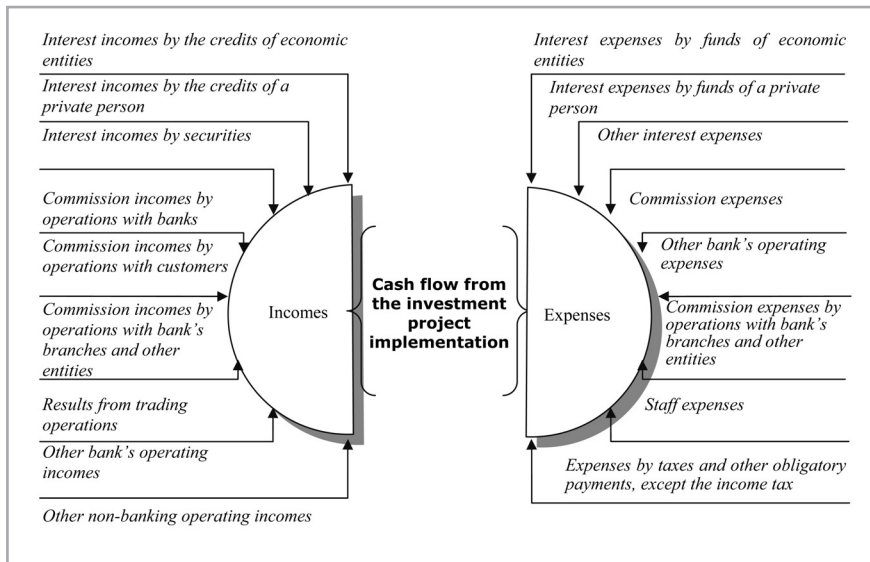 Interest incomes by the credits of economic
entities
Interest incomes by the credits of a
private person
Interest incomes by securities
Commission incomes by
operations with banks
Commission incomes by
operations with customers
Commission incomes by
operations with bank's
branches and other
entities
Results from trading
operations
Other bank's operating
incomes
Other non-banking operating incomes
Incomes
Cash flow from
the investment
project
implementation
Expenses
Interest expenses by funds of economic
entities
Interest expenses by funds of a private
person
Other interest expenses
Commission expenses
Other bank's operating
expenses
Commission expenses by
operations with bank's
branches and other
entities
Staff expenses
Expenses by taxes and other obligatory
payments, except the income tax